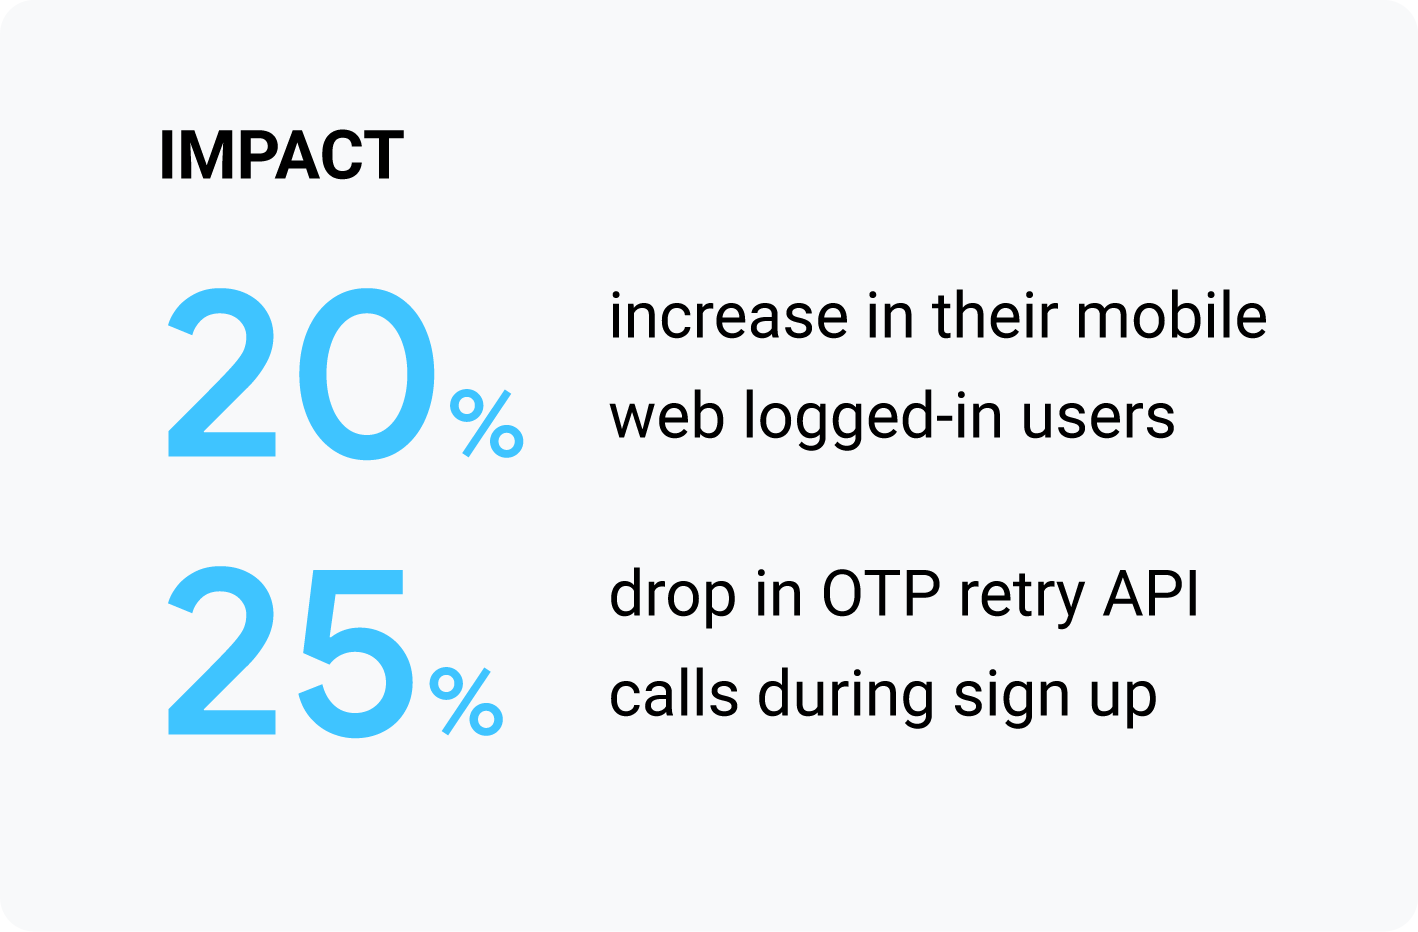 IMPACT
20% increase in their mobile
web logged-in users
25% drop in OTP retry API
calls during sign up